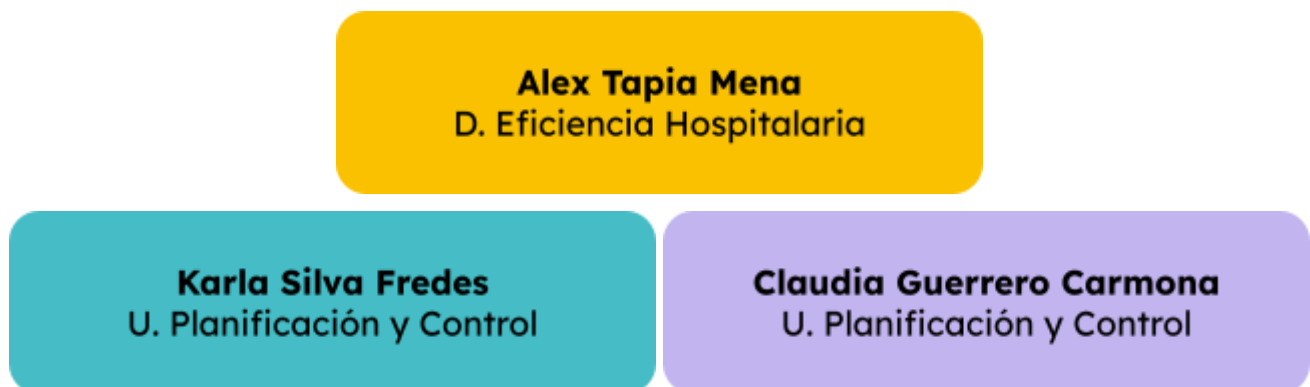 Alex Tapia Mena
D. Eficiencia Hospitalaria
Karla Silva Fredes
U. Planificación y Control
Claudia Guerrero Carmona
U. Planificación y Control